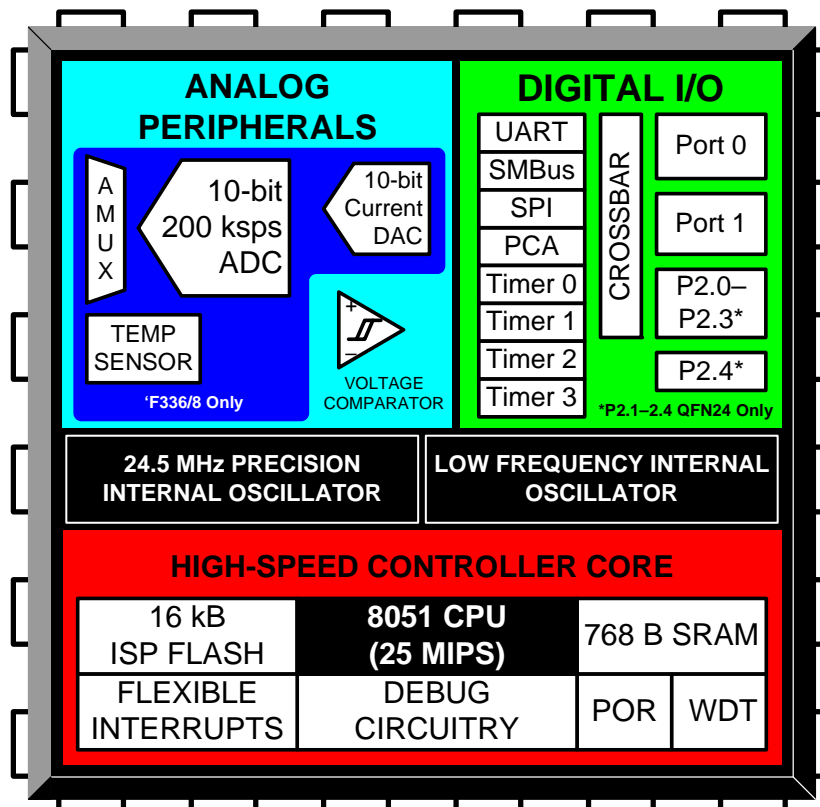 ANALOG
PERIPHERALS
A
M
U
X
10-bit
200 ksps
ADC
10-bit
Current
DAC
TEMP
SENSOR
+
–
VOLTAGE
COMPARATOR
‘F336/8 Only
DIGITAL I/O
UART
SMBus
SPI
PCA
Timer 0
Timer 1
Timer 2
Timer 3
CROSSBAR
Port 0
Port 1
P2.0–
P2.3*
P2.4*
*P2.1–2.4 QFN24 Only
24.5 MHz PRECISION
INTERNAL OSCILLATOR
LOW FREQUENCY INTERNAL
OSCILLATOR
HIGH-SPEED CONTROLLER CORE
16 kB
ISP FLASH
8051 CPU
(25 MIPS)
768 B SRAM
FLEXIBLE
INTERRUPTS
DEBUG
CIRCUITRY
POR
WDT